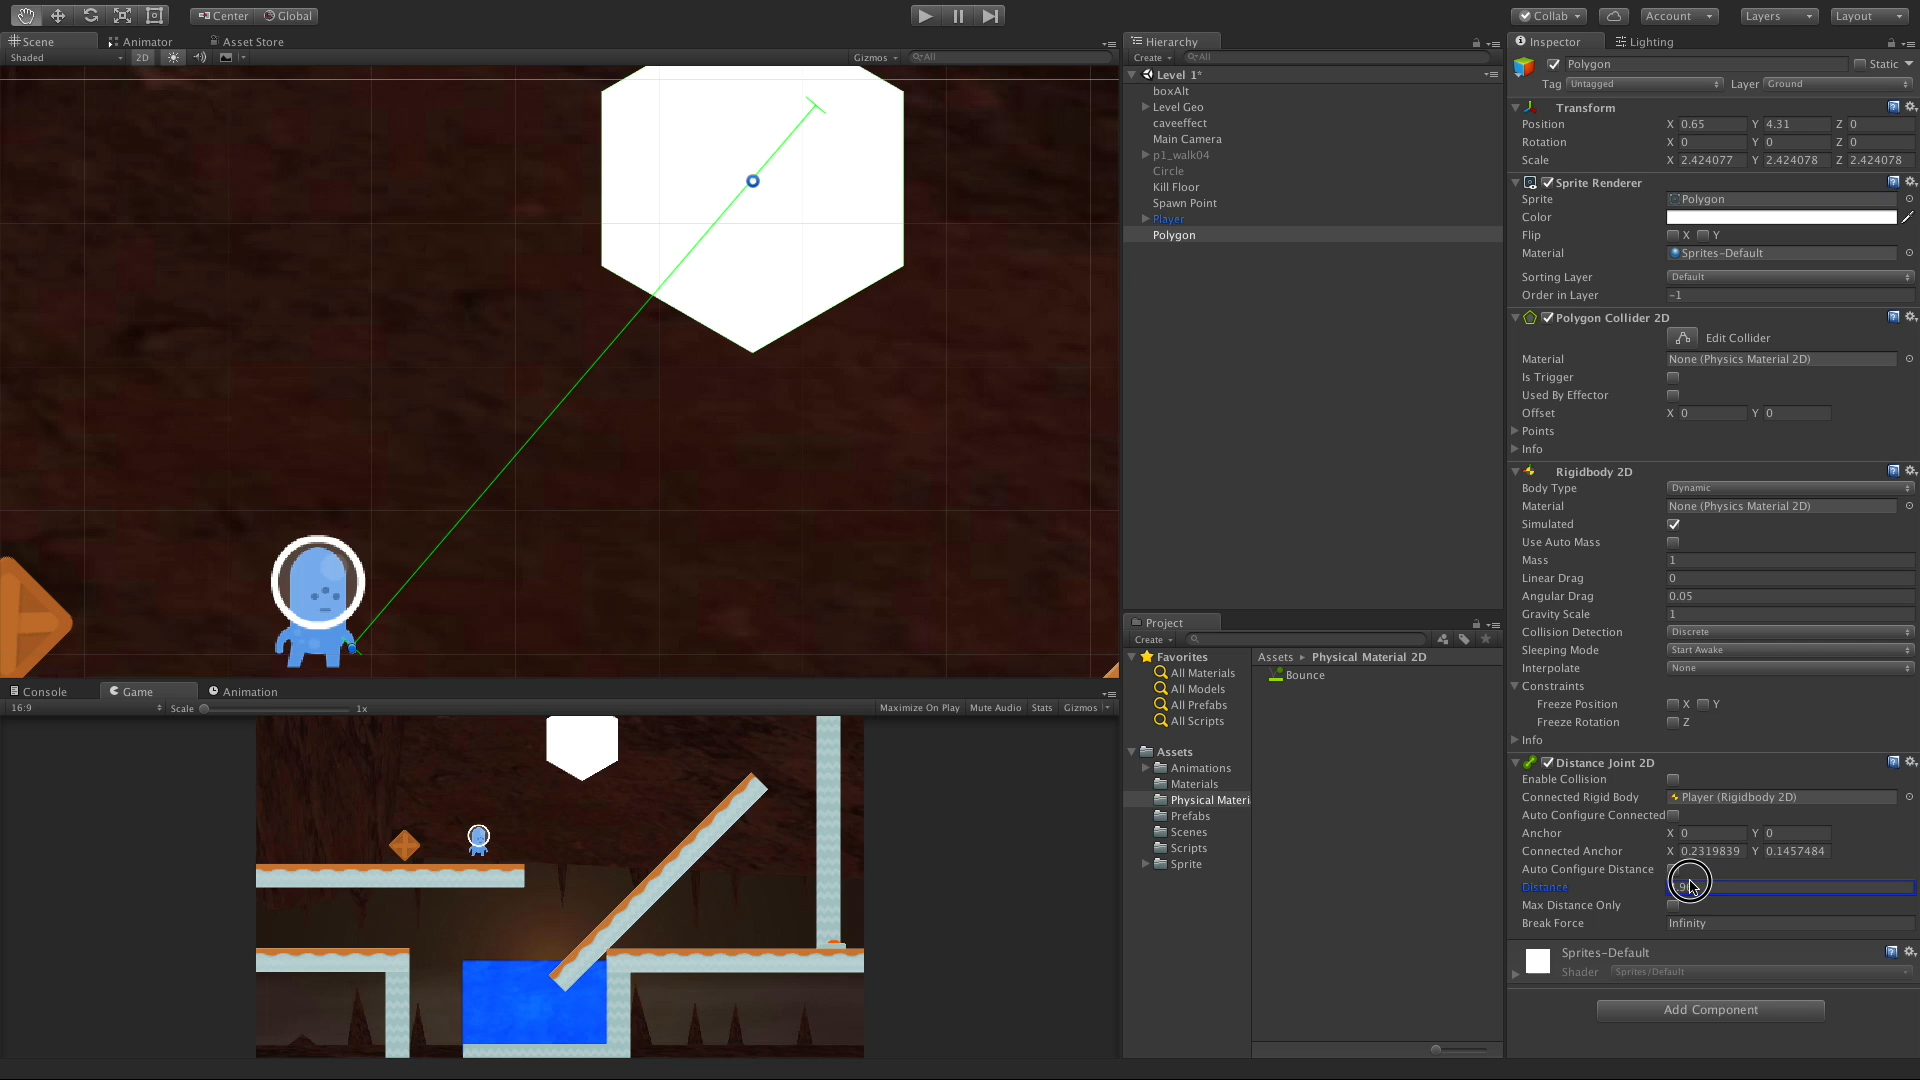 Center Global Collab Account Layers Layout
Scene Animator Asset Store
Shaded 2D Gizmos All
Hierarchy
Create All
Level 1*
boxAlt
Level Geo
caveeffect
Main Camera
p1_walk04
Circle
Kill Floor
Spawn Point
Player
Polygon
Console Game Animation
16:9 Scale 1x Maximize On Play Mute Audio Stats Gizmos
Project
Create
Favorites
All Materials
All Models
All Prefabs
All Scripts
Assets
Animations
Materials
Physical Materi
Prefabs
Scenes
Scripts
Sprite
Assets Physical Material 2D
Bounce
Inspector Lighting
Polygon Static
Tag Untagged Layer Ground
Transform
Position X 0.65 Y 4.31 Z 0
Rotation X 0 Y 0 Z 0
Scale X 2.424077 Y 2.424078 Z 2.424078
Sprite Renderer
Sprite Polygon
Color
Flip X Y
Material Sprites-Default
Sorting Layer Default
Order in Layer -1
Polygon Collider 2D
Edit Collider
Material None (Physics Material 2D)
Is Trigger
Used By Effector
Offset X 0 Y 0
Points
Info
Rigidbody 2D
Body Type Dynamic
Material None (Physics Material 2D)
Simulated
Use Auto Mass
Mass 1
Linear Drag 0
Angular Drag 0.05
Gravity Scale 1
Collision Detection Discrete
Sleeping Mode Start Awake
Interpolate None
Constraints
Freeze Position X Y
Freeze Rotation Z
Info
Distance Joint 2D
Enable Collision
Connected Rigid Body Player (Rigidbody 2D)
Auto Configure Connected
Anchor X 0 Y 0
Connected Anchor X 0.2319839 Y 0.1457484
Auto Configure Distance
Distance
Max Distance Only
Break Force Infinity
Sprites-Default
Shader Sprites/Default
Add Component